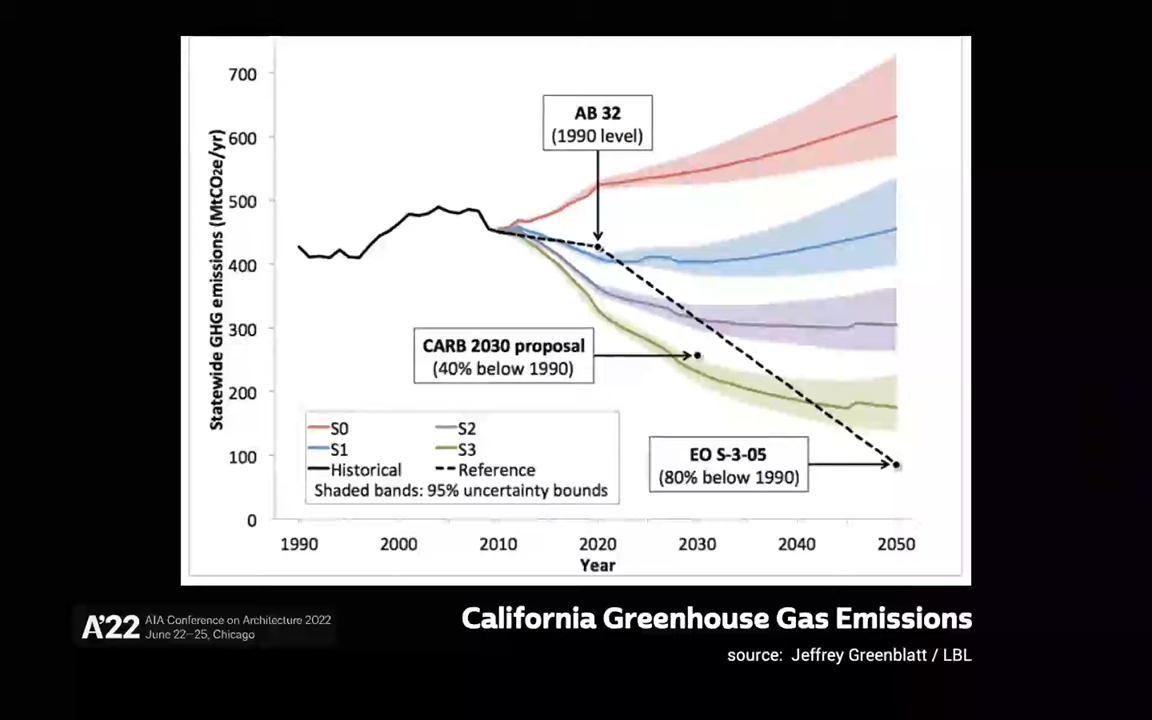 700
600
500
400
300
200
100
0
Statewide GHG emissions (MtCO2e/yr)
AB 32
(1990 level)
CARB 2030 proposal
(40% below 1990)
EO S-3-05
(80% below 1990)
S0 S2
S1 S3
Historical Reference
Shaded bands: 95% uncertainty bounds
1990 2000 2010 2020 2030 2040 2050
Year
California Greenhouse Gas Emissions
source: Jeffrey Greenblatt / LBL
A'22
AIA Conference on Architecture 2022
June 22–25, Chicago